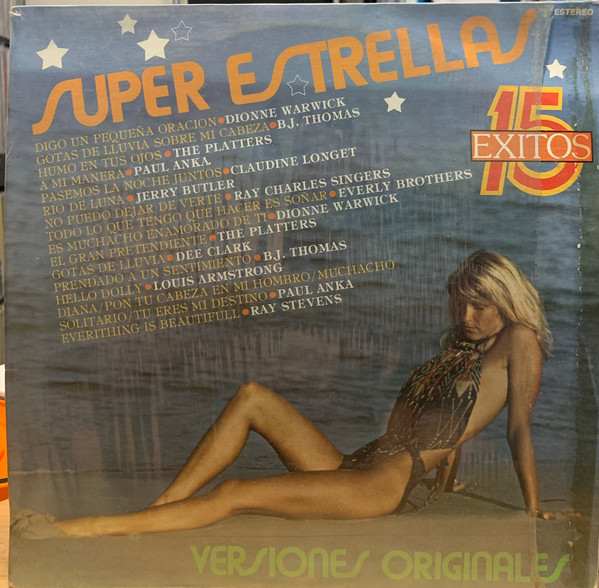 ESTEREO
SUPER ESTRELLAS
15
EXITOS
DIGO UN PEQUEÑA ORACION•DIONNE WARWICK
GOTAS DE LLUVIA SOBRE MI CABEZA•B.J. THOMAS
HUMO EN TUS OJOS•THE PLATTERS
A MI MANERA•PAUL ANKA
PASEMOS LA NOCHE JUNTOS•CLAUDINE LONGET
RIO DE LUNA•JERRY BUTLER
NO PUEDO DEJAR DE VERTE•RAY CHARLES SINGERS
TODO LO QUE TENGO QUE HACER ES SOÑAR•EVERLY BROTHERS
ES MUCHACHO ENAMORADO DE TI•DIONNE WARWICK
EL GRAN PRETENDIENTE•THE PLATTERS
GOTAS DE LLUVIA•DEE CLARK
PRENDADO A UN SENTIMIENTO•B.J. THOMAS
HELLO DOLLY•LOUIS ARMSTRONG
DIANA/PON TU CABEZA EN MI HOMBRO/MUCHACHO
SOLITARIO/TU ERES MI DESTINO•PAUL ANKA
EVERITHING IS BEAUTIFULL•RAY STEVENS
VERSIONES ORIGINALES